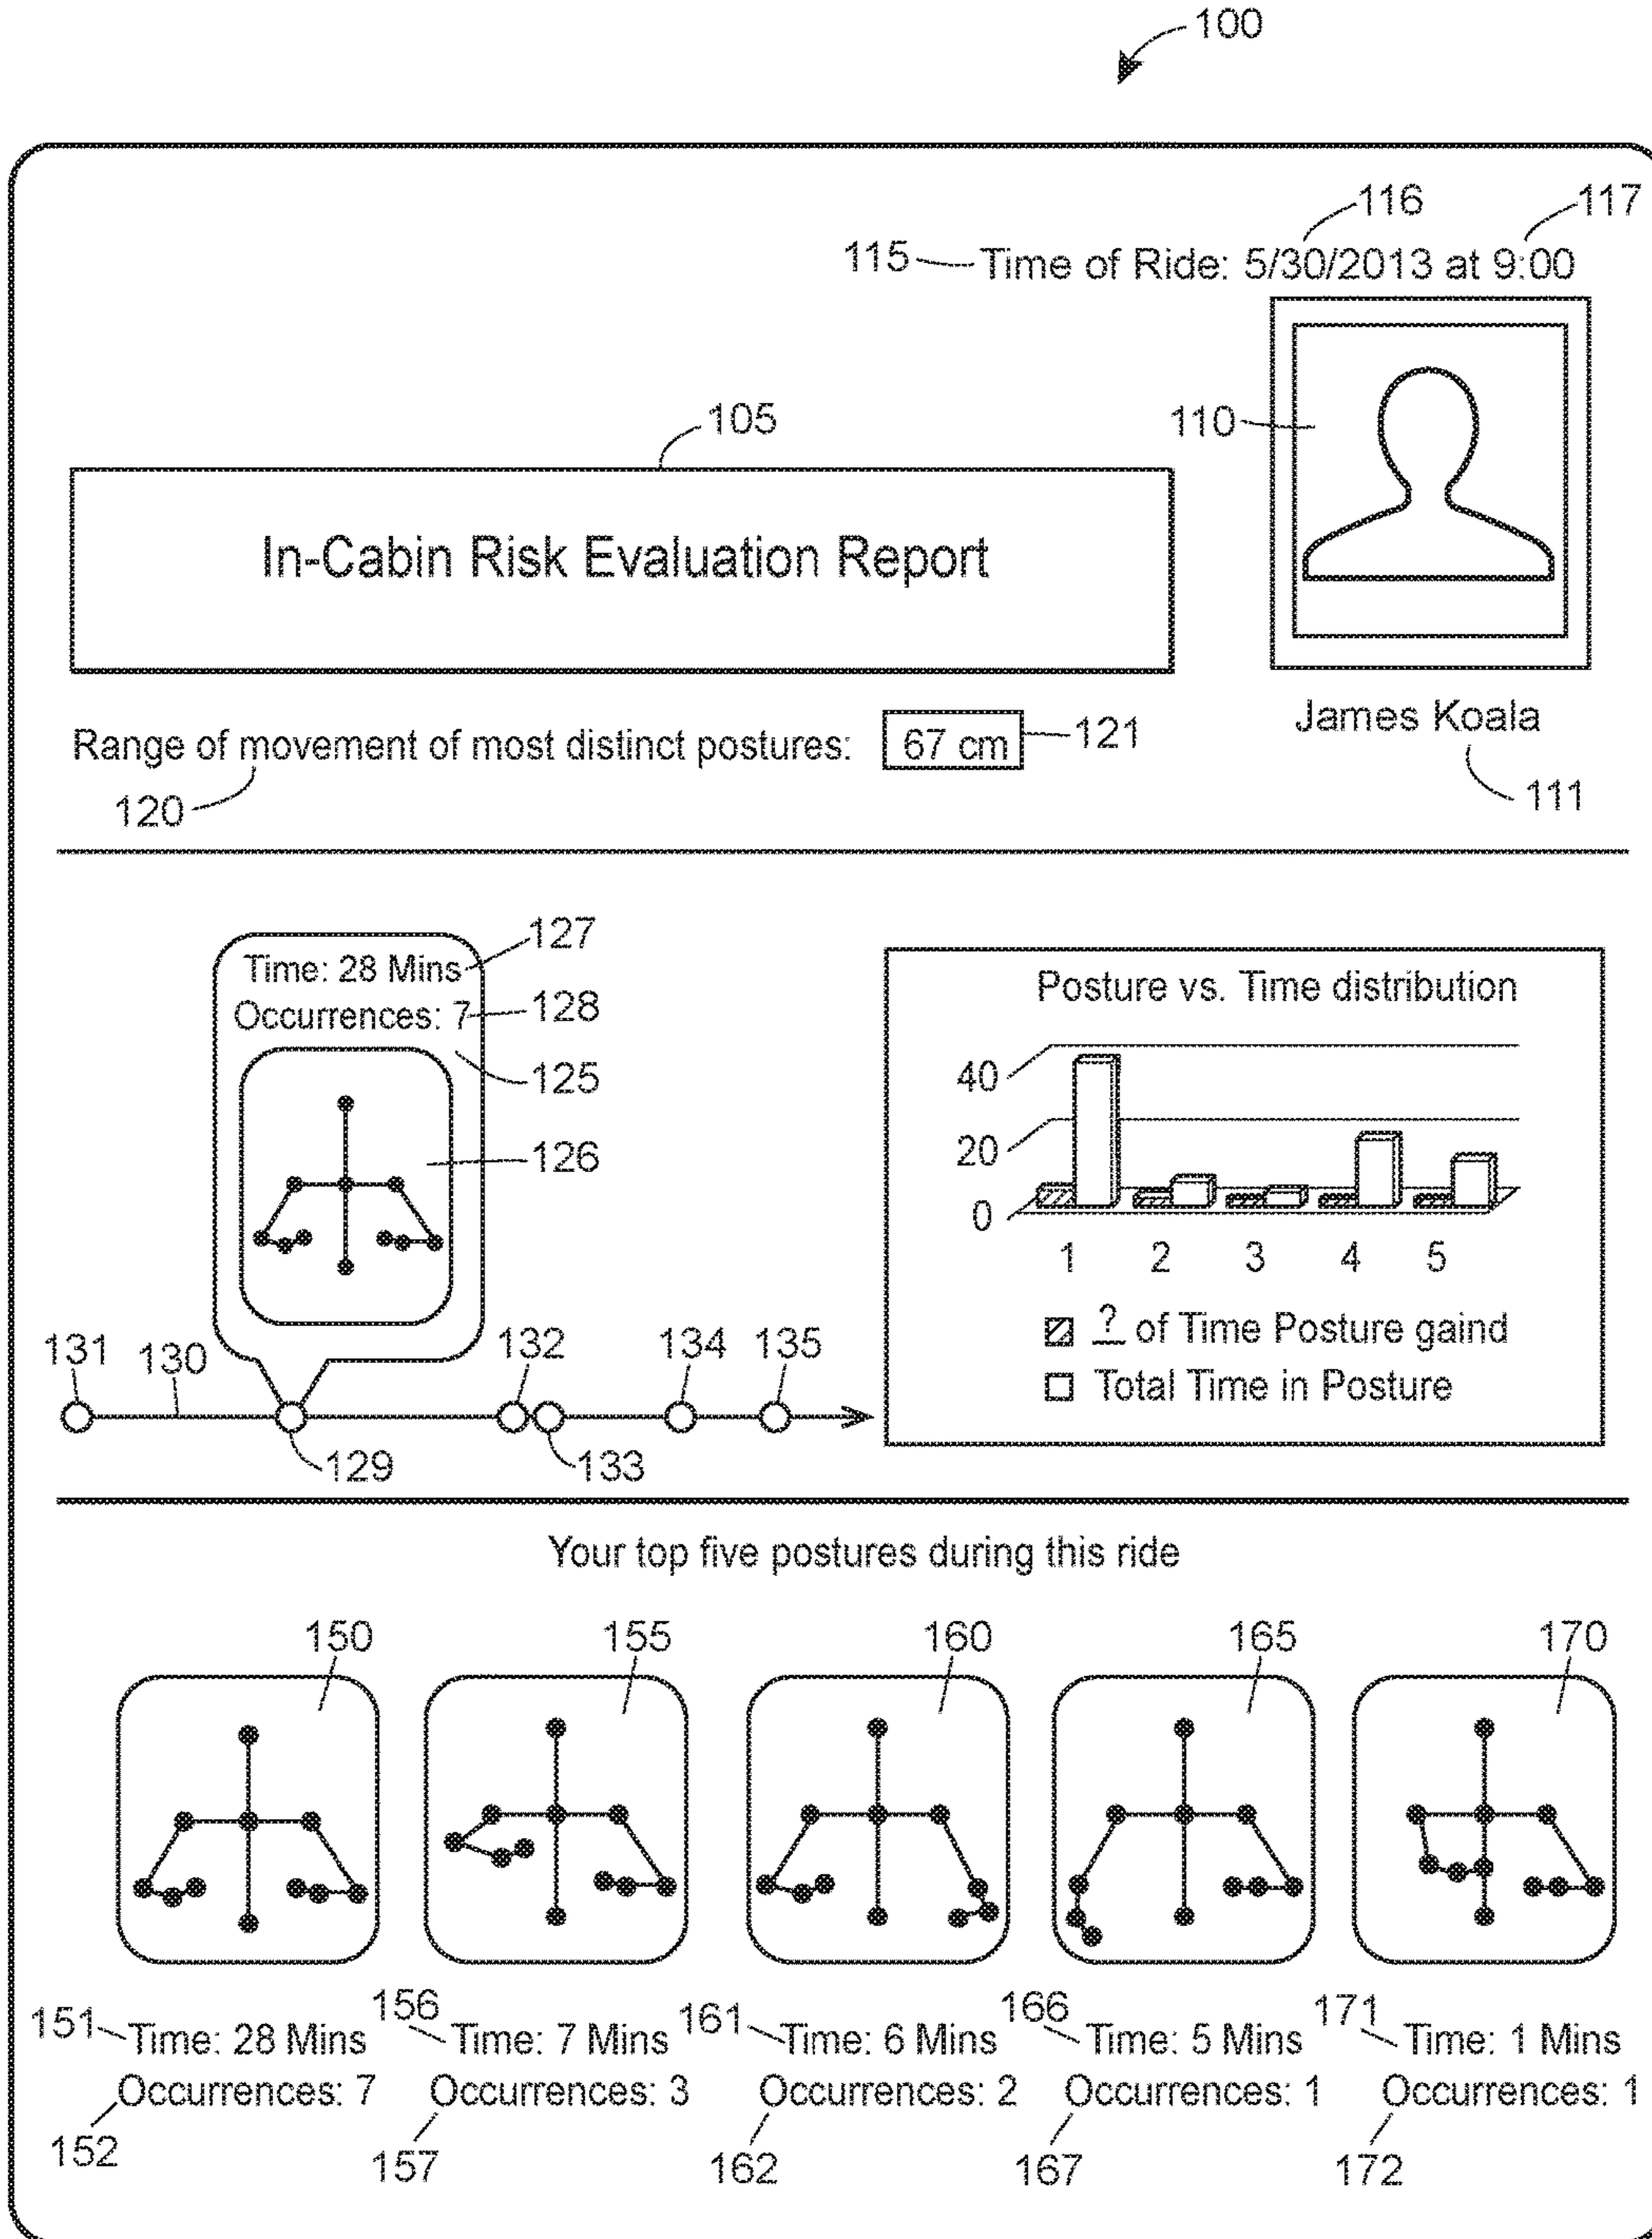 100
116
117
115
Time of Ride: 5/30/2013 at 9:00
105
110
In-Cabin Risk Evaluation Report
James Koala
111
Range of movement of most distinct postures: 67 cm
121
120
127
Time: 28 Mins
Occurrences: 7
128
125
126
131
130
132
134
135
129
133
Posture vs. Time distribution
40
20
0
1 2 3 4 5
? of Time Posture gaind
Total Time in Posture
Your top five postures during this ride
150 155 160 165 170
151 Time: 28 Mins
Occurrences: 7
152
156
Time: 7 Mins
Occurrences: 3
157
161 Time: 6 Mins
Occurrences: 2
162
166
Time: 5 Mins
Occurrences: 1
167
171
Time: 1 Mins
Occurrences: 1
172